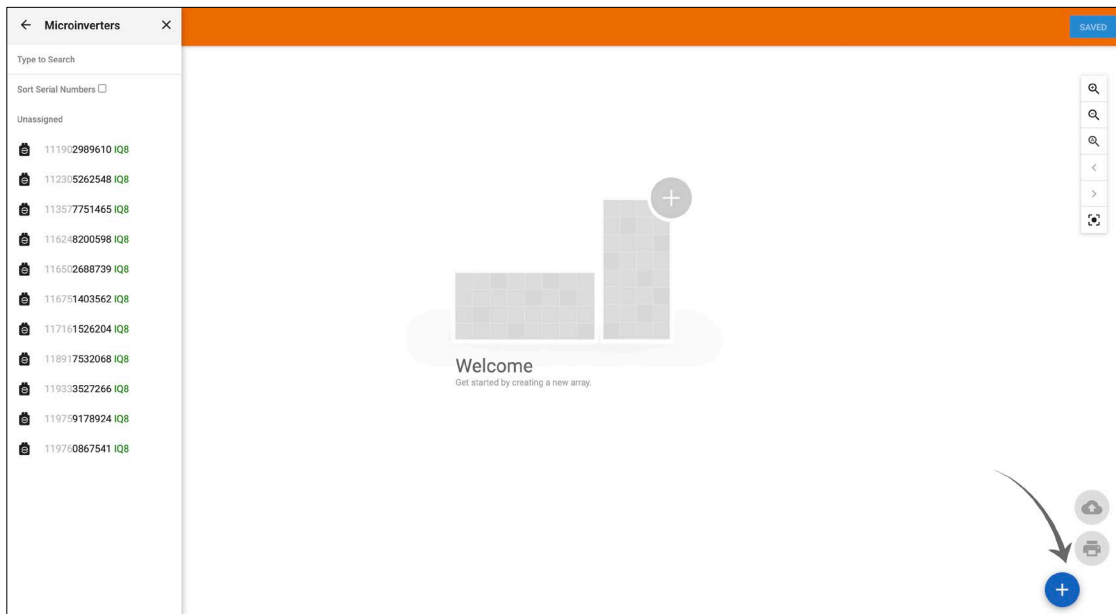 Microinverters
SAVED
Type to Search
Sort Serial Numbers
Unassigned
111902989610 IQ8
112305262548 IQ8
113577751465 IQ8
116248200598 IQ8
116502688739 IQ8
116751403562 IQ8
117161526204 IQ8
118917532068 IQ8
119333527266 IQ8
119759178924 IQ8
119760867541 IQ8
Welcome
Get started by creating a new array.